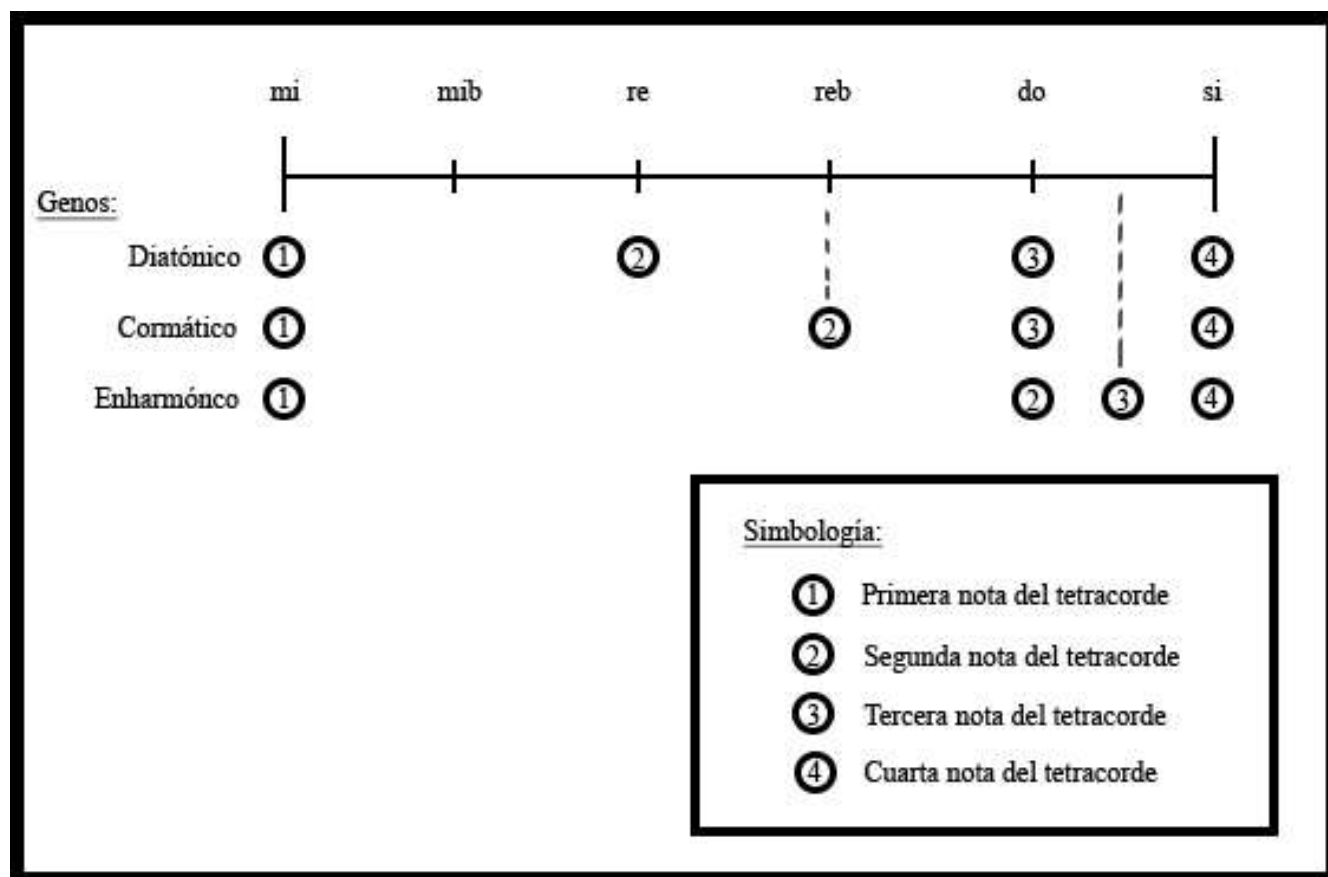 mi mib re reb do si
Genos:
Diatónico 1 2 3 4
Cormático 1 2 3 4
Enharmónco 1 2 3 4
Simbología:
1 Primera nota del tetracorde
2 Segunda nota del tetracorde
3 Tercera nota del tetracorde
4 Cuarta nota del tetracorde